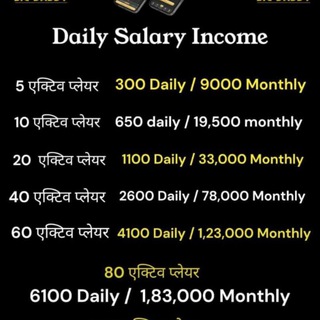 Daily Salary Income
5 एक्टिव प्लेयर 300 Daily / 9000 Monthly
10 एक्टिव प्लेयर 650 daily / 19,500 monthly
20 एक्टिव प्लेयर 1100 Daily / 33,000 Monthly
40 एक्टिव प्लेयर 2600 Daily / 78,000 Monthly
60 एक्टिव प्लेयर 4100 Daily / 1,23,000 Monthly
80 एक्टिव प्लेयर
6100 Daily / 1,83,000 Monthly